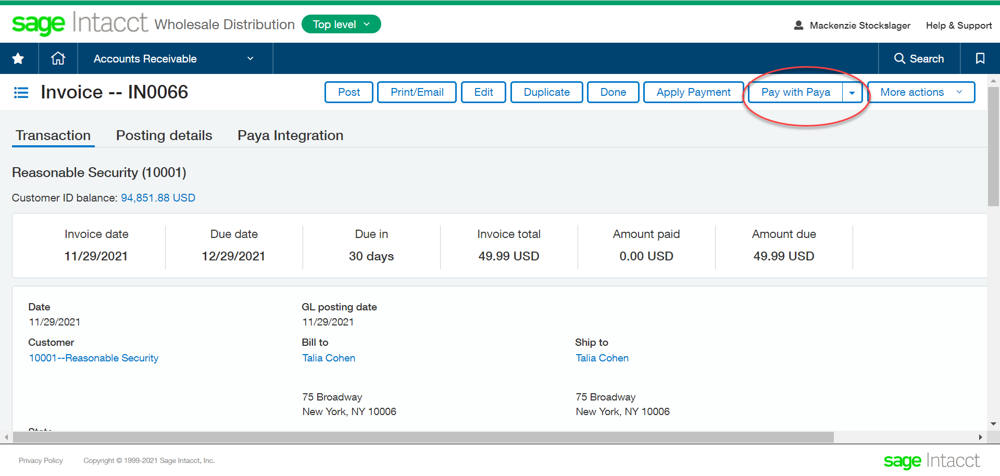 sage Intacct Wholesale Distribution Top level Mackenzie Stockslager Help & Support
Accounts Receivable Search
Invoice -- IN0066 Post Print/Email Edit Duplicate Done Apply Payment Pay with Paya More actions
Transaction Posting details Paya Integration
Reasonable Security (10001)
Customer ID balance: 94,851.88 USD
Invoice date Due date Due in Invoice total Amount paid Amount due
11/29/2021 12/29/2021 30 days 49.99 USD 0.00 USD 49.99 USD
Date GL posting date
11/29/2021 11/29/2021
Customer Bill to Ship to
10001--Reasonable Security Talia Cohen Talia Cohen
75 Broadway 75 Broadway
New York, NY 10006 New York, NY 10006
Privacy Policy Copyright © 1999-2021 Sage Intacct, Inc. sage Intacct